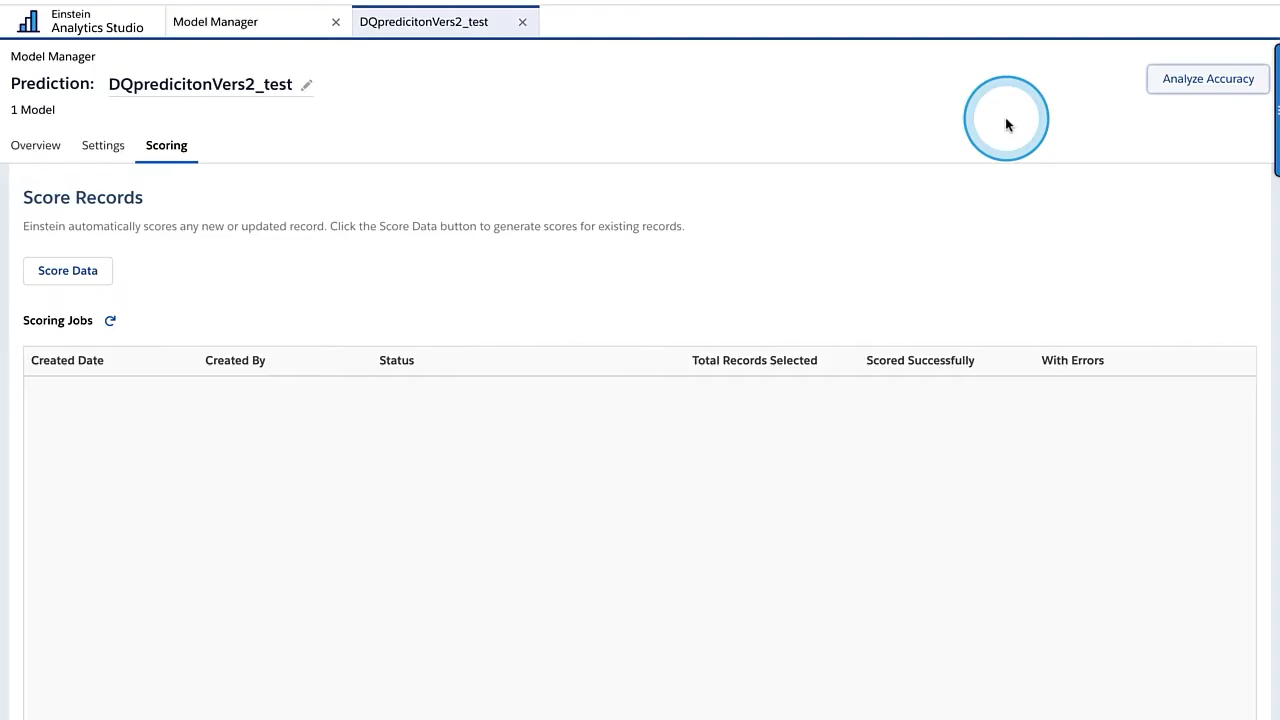 Einstein
Analytics Studio
Model Manager
DQpredicitonVers2_test
Model Manager
Prediction: DQpredicitonVers2_test
Analyze Accuracy
1 Model
Overview Settings Scoring
Score Records
Einstein automatically scores any new or updated record. Click the Score Data button to generate scores for existing records.
Score Data
Scoring Jobs
Created Date Created By Status Total Records Selected Scored Successfully With Errors